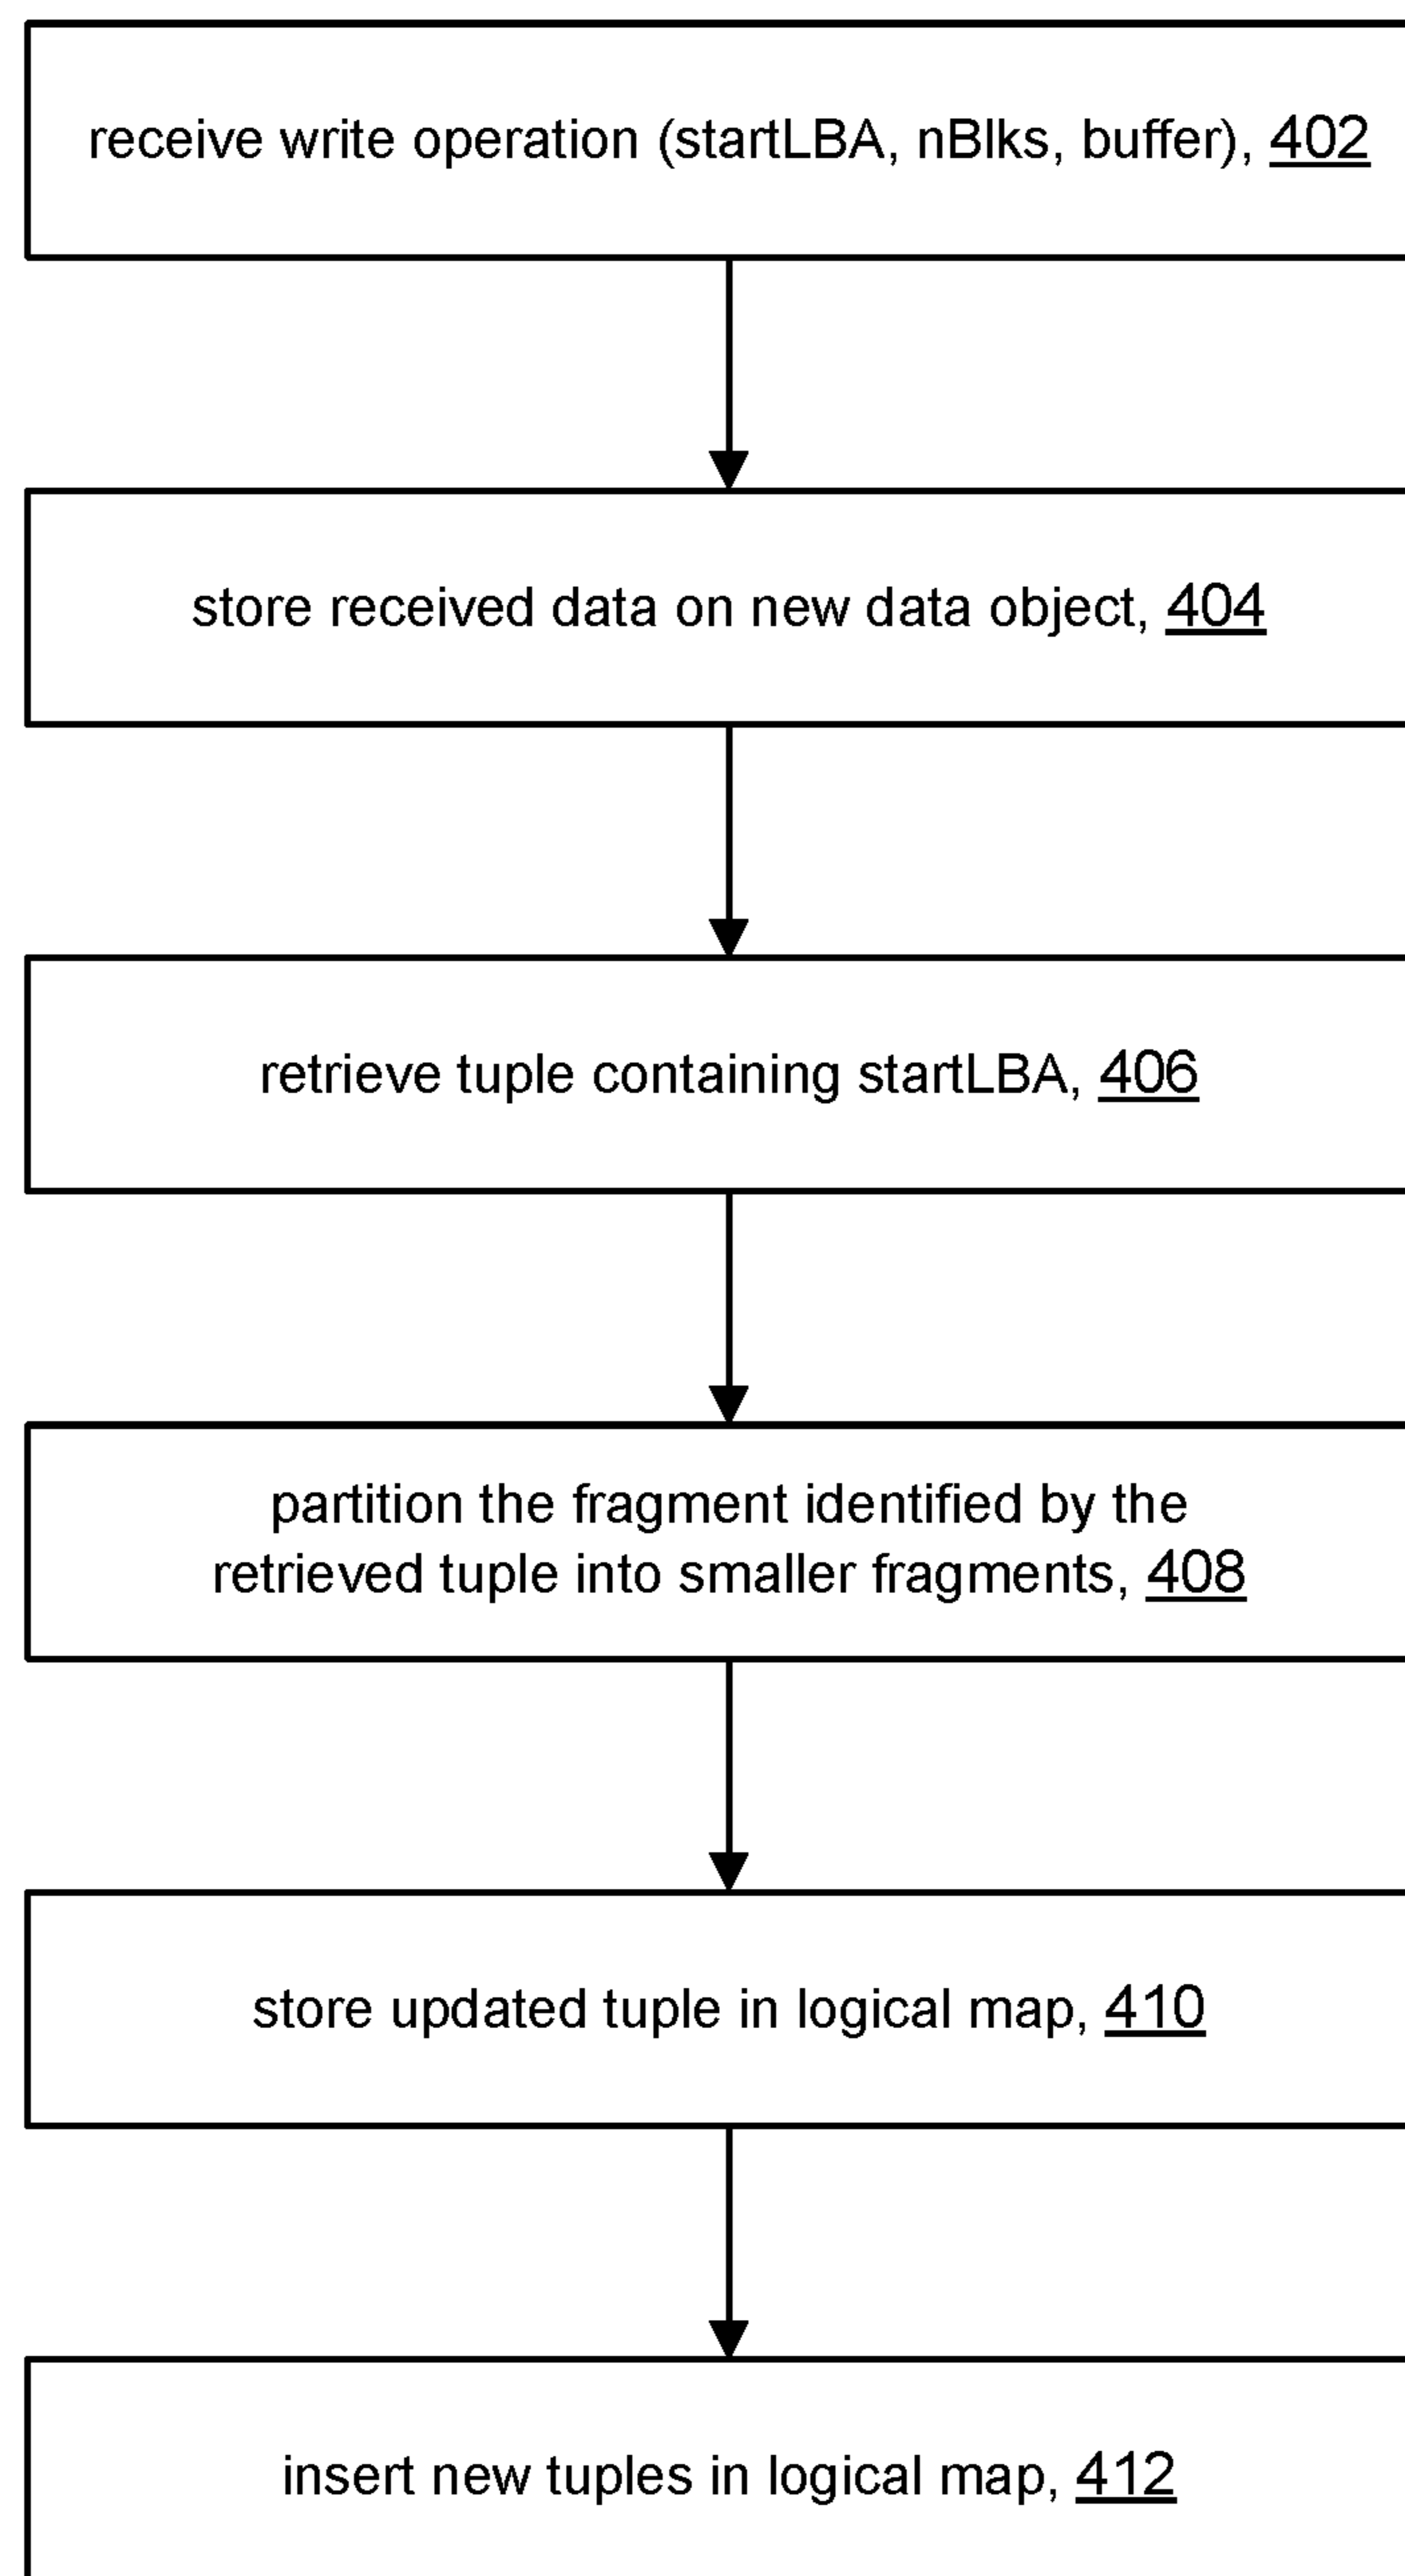 receive write operation (startLBA, nBlks, buffer), 402
store received data on new data object, 404
retrieve tuple containing startLBA, 406
partition the fragment identified by the
retrieved tuple into smaller fragments, 408
store updated tuple in logical map, 410
insert new tuples in logical map, 412